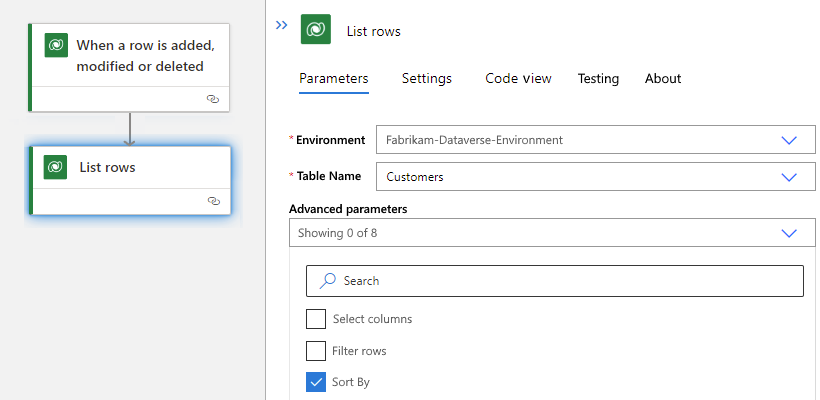 When a row is added,
modified or deleted
List rows
List rows
Parameters Settings Code view Testing About
* Environment Fabrikam-Dataverse-Environment
* Table Name Customers
Advanced parameters
Showing 0 of 8
Search
Select columns
Filter rows
Sort By